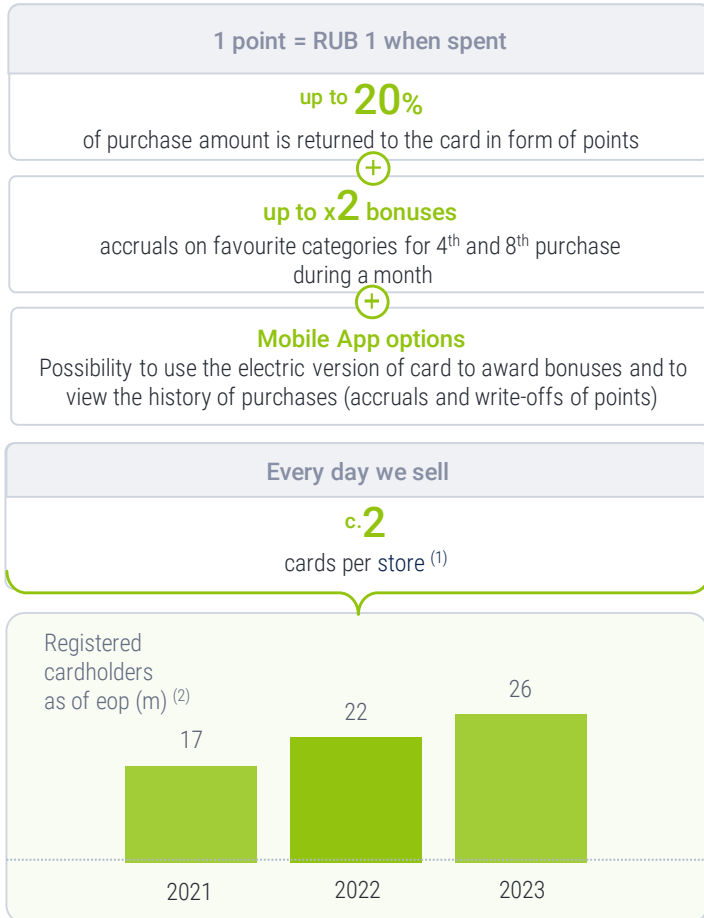 1 point = RUB 1 when spent
up to 20%
of purchase amount is returned to the card in form of points
+
up to x2 bonuses
accruals on favourite categories for 4th and 8th purchase
during a month
+
Mobile App options
Possibility to use the electric version of card to award bonuses and to
view the history of purchases (accruals and write-offs of points)
Every day we sell
c.2
cards per store (1)
Registered
cardholders
as of eop (m) (2)
17
22
26
2021
2022
2023